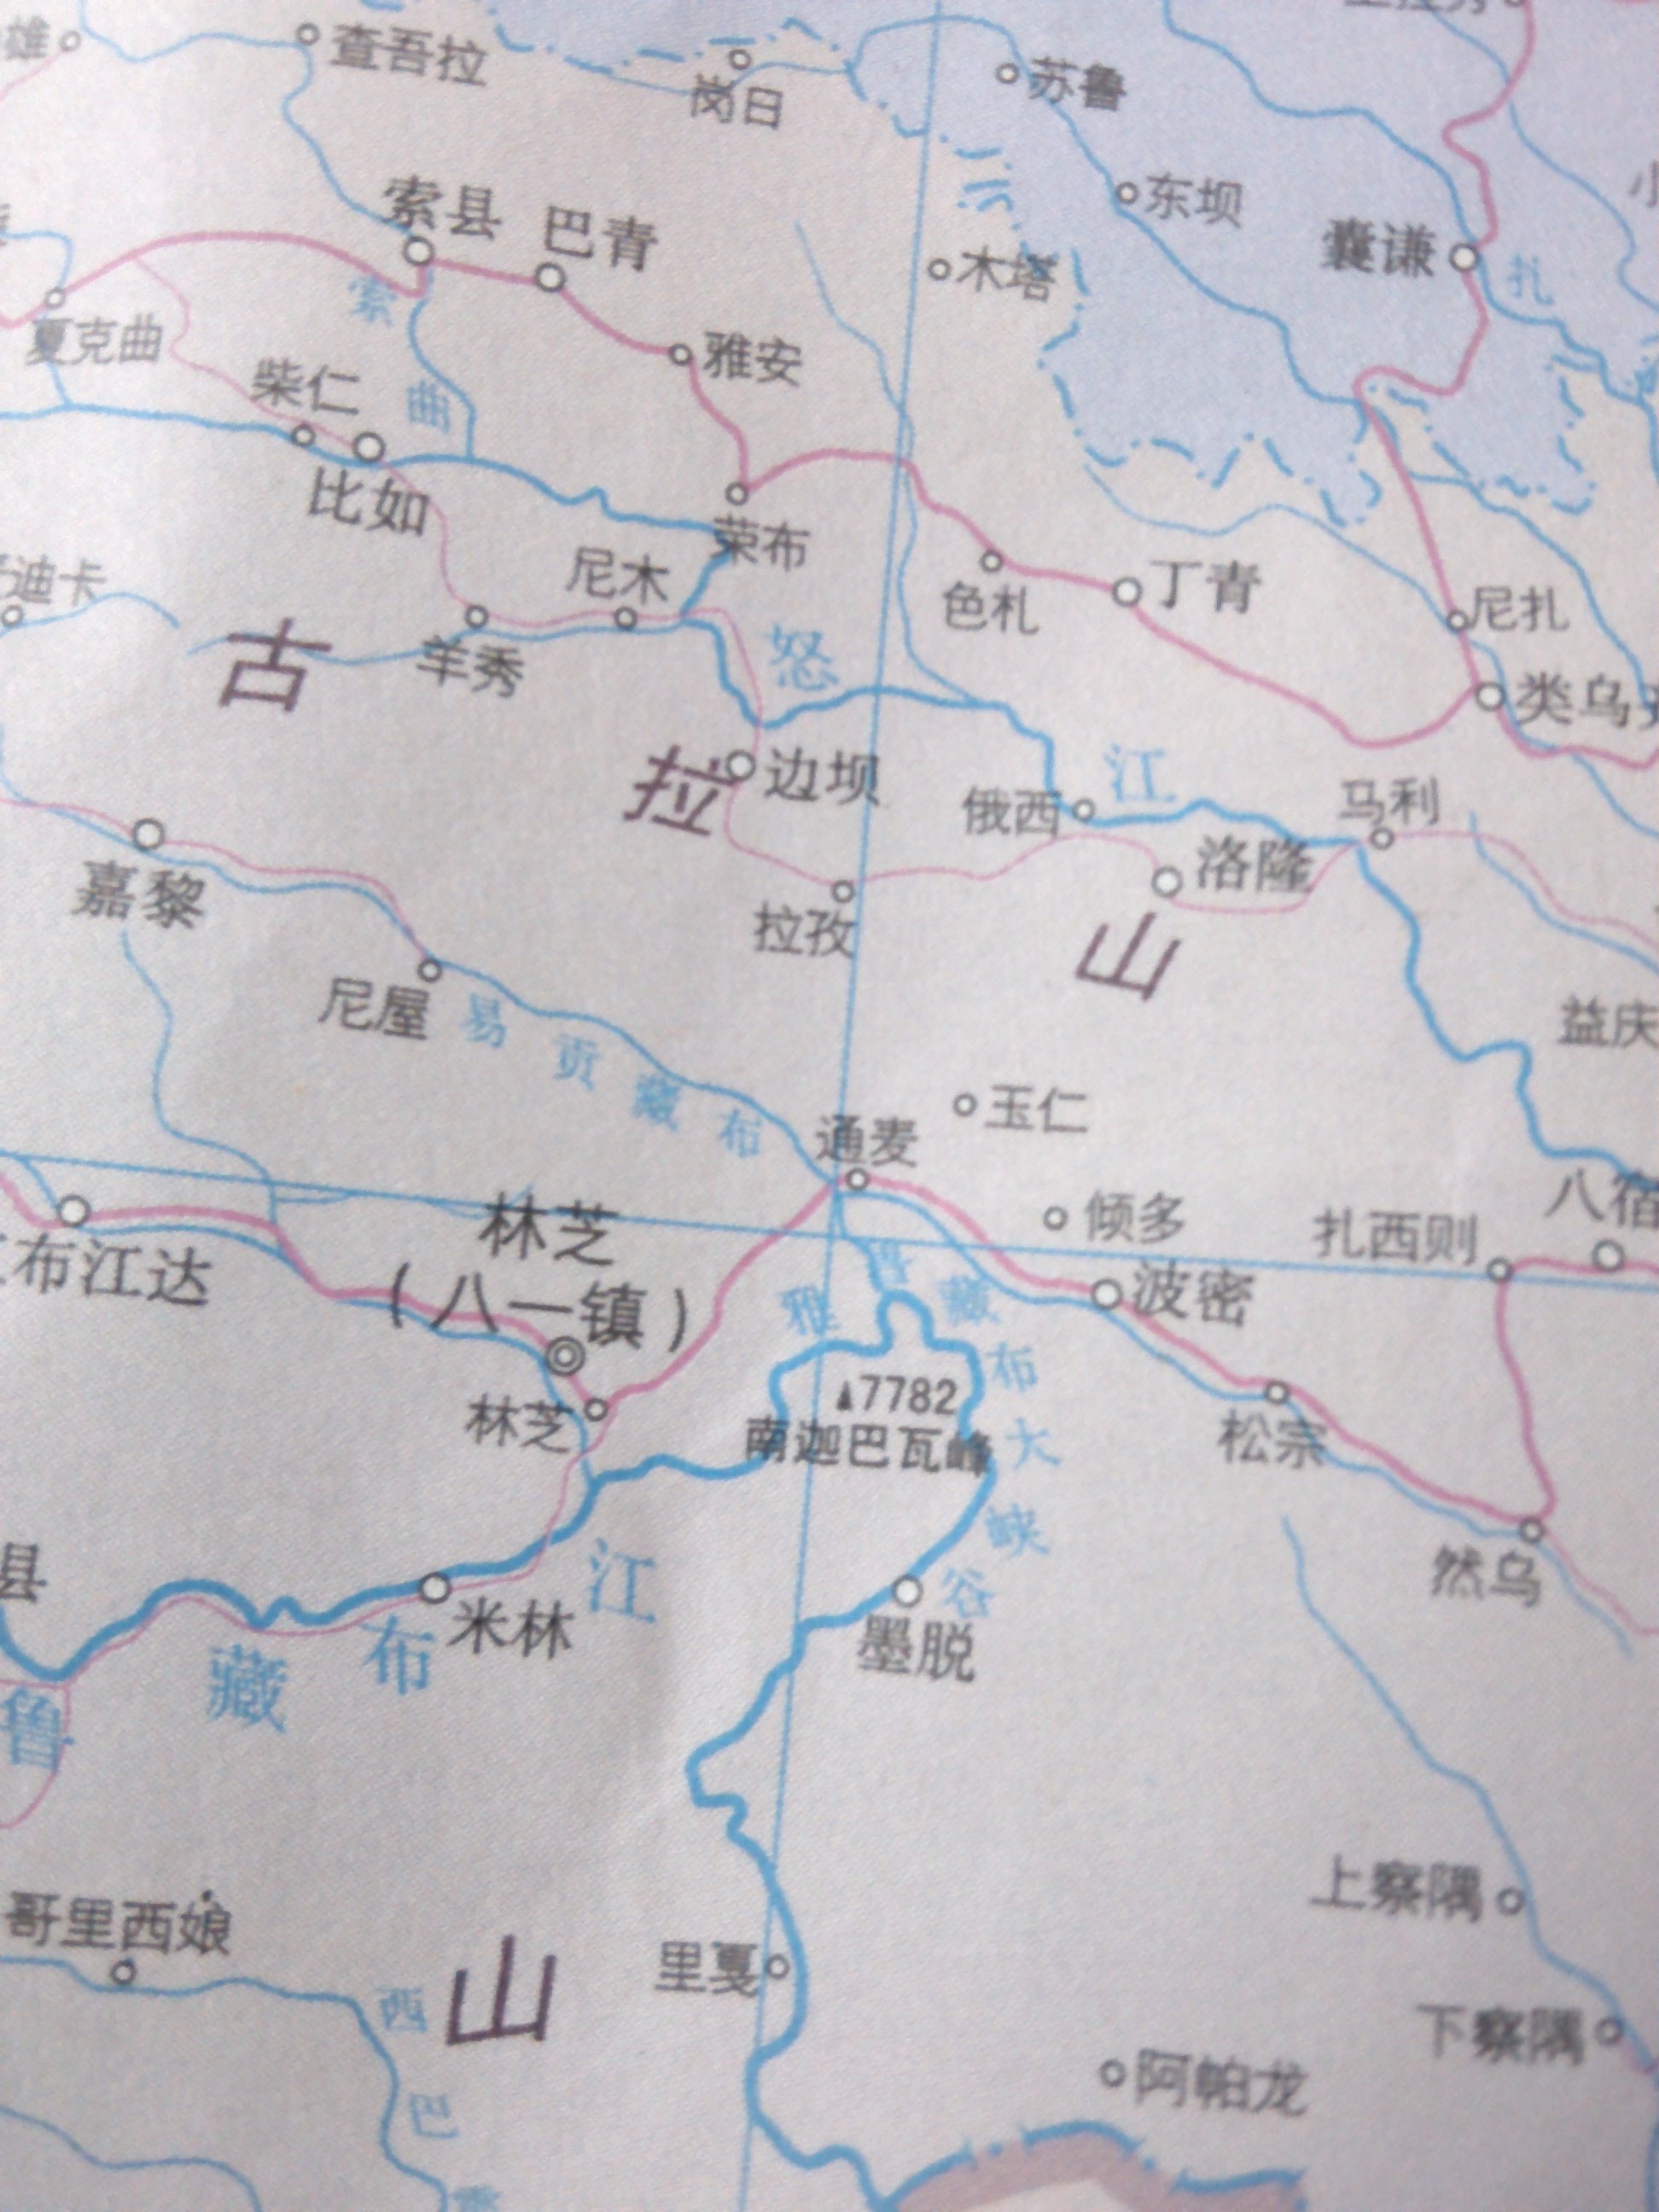 雄
查吾拉
岗日
苏鲁
东坝
囊谦
扎
索县
巴青
木塔
索
曲
夏克曲
雅安
柴仁
比如
荣布
尼木
色札
丁青
尼扎
迪卡
羊秀
怒
江
类乌
古
拉
山
边坝
俄西
马利
洛隆
嘉黎
拉孜
尼屋
易贡藏布
益庆
玉仁
通麦
倾多
扎西则
八宿
林芝
(八一镇)
布江达
波密
雅鲁藏布大峡谷
7782
南迦巴瓦峰
林芝
松宗
然乌
县
米林
江
布
藏
鲁
墨脱
上察隅
哥里西娘
山
里戛
西
巴
下察隅
阿帕龙